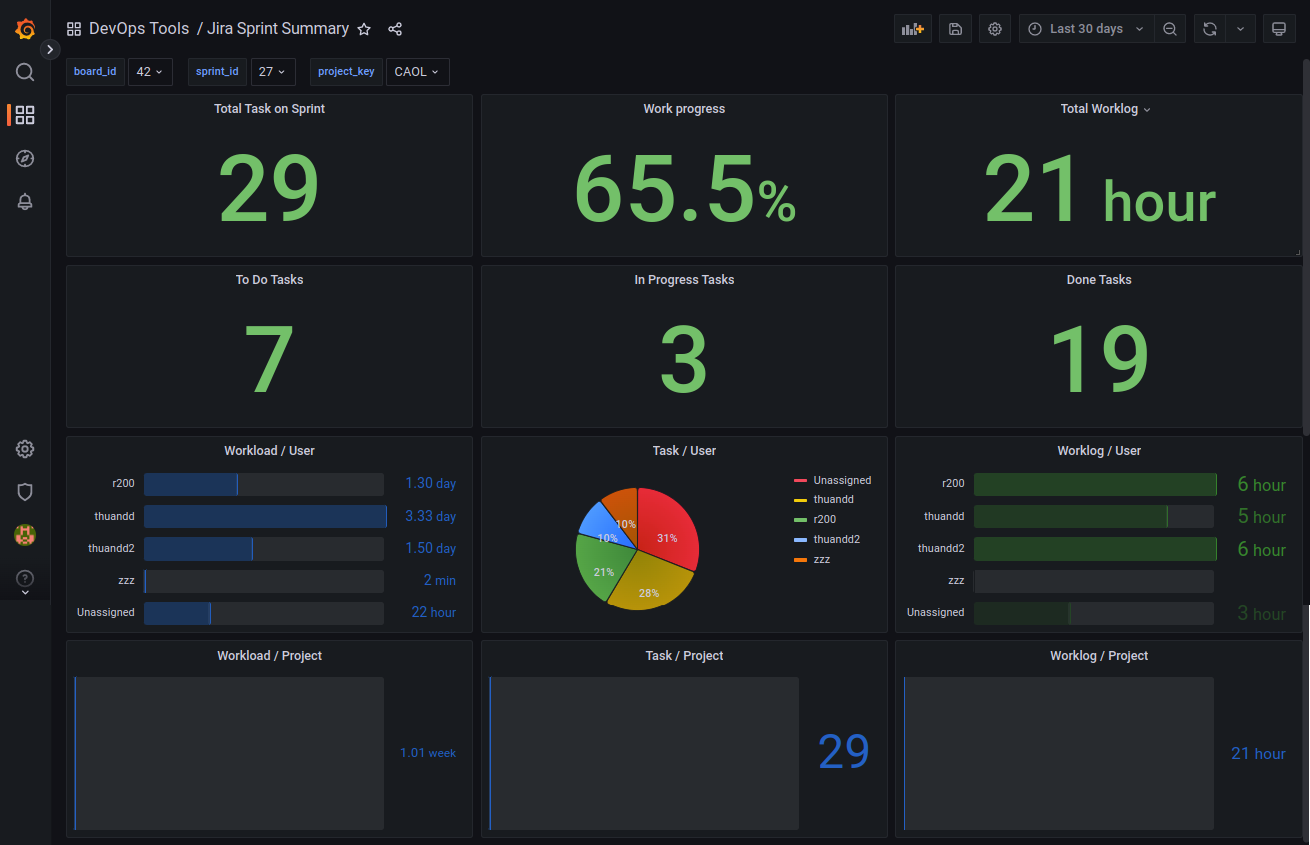 DevOps Tools / Jira Sprint Summary
Last 30 days
board_id 42 sprint_id 27 project_key CAOL
Total Task on Sprint
29
Work progress
65.5%
Total Worklog
21 hour
To Do Tasks
7
In Progress Tasks
3
Done Tasks
19
Workload / User
r200 1.30 day
thuandd 3.33 day
thuandd2 1.50 day
zzz 2 min
Unassigned 22 hour
Task / User
31%
28%
21%
10%
10%
Unassigned
thuandd
r200
thuandd2
zzz
Worklog / User
r200 6 hour
thuandd 5 hour
thuandd2 6 hour
zzz
Unassigned 3 hour
Workload / Project
1.01 week
Task / Project
29
Worklog / Project
21 hour